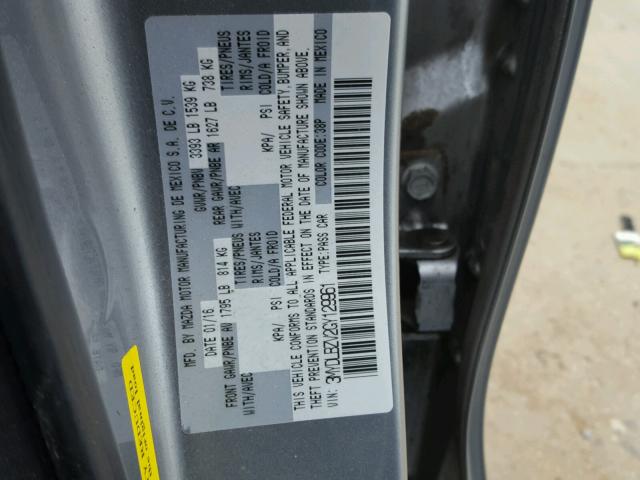 MFD. BY MAZDA MOTOR MANUFACTURING DE MEXICO S.A. DE C.V.
DATE 01/16 GVWR/PNBV 3393 LB 1539 KG
FRONT GAWR/PNBE AV 1795 LB 814 KG REAR GAWR/PNBE AR 1627 LB 738 KG
WITH/AVEC TIRES/PNEUS WITH/AVEC TIRES/PNEUS
RIMS/JANTES RIMS/JANTES
KPA/ PSI COLD/A FROID KPA/ PSI COLD/A FROID
THIS VEHICLE CONFORMS TO ALL APPLICABLE FEDERAL MOTOR VEHICLE SAFETY, BUMPER, AND
THEFT PREVENTION STANDARDS IN EFFECT ON THE DATE OF MANUFACTURE SHOWN ABOVE.
VIN: 3MYDLBZV2GY129961 TYPE:PASS CAR COLOR CODE:38P MADE IN MEXICO